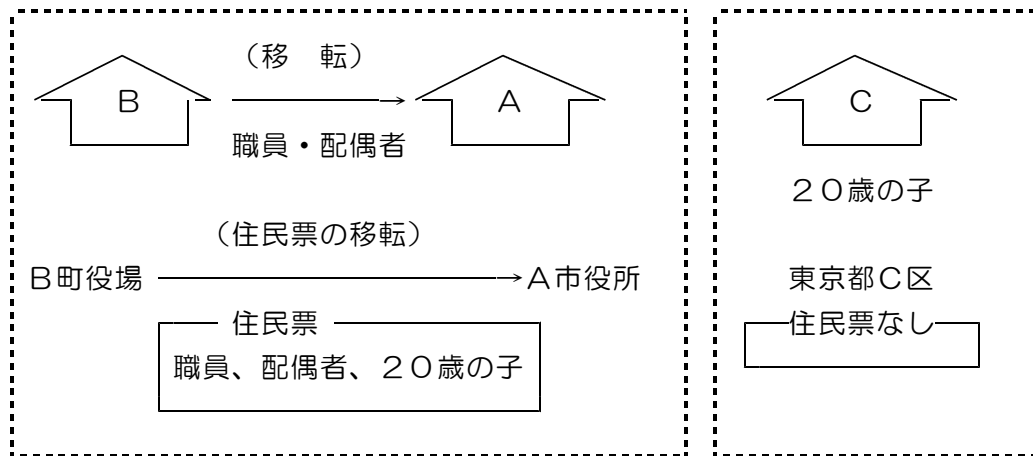 （移　転）
Ｂ
Ａ
職員・配偶者
（住民票の移転）
Ｂ町役場
Ａ市役所
住民票
職員、配偶者、２０歳の子
Ｃ
２０歳の子
東京都Ｃ区
住民票なし